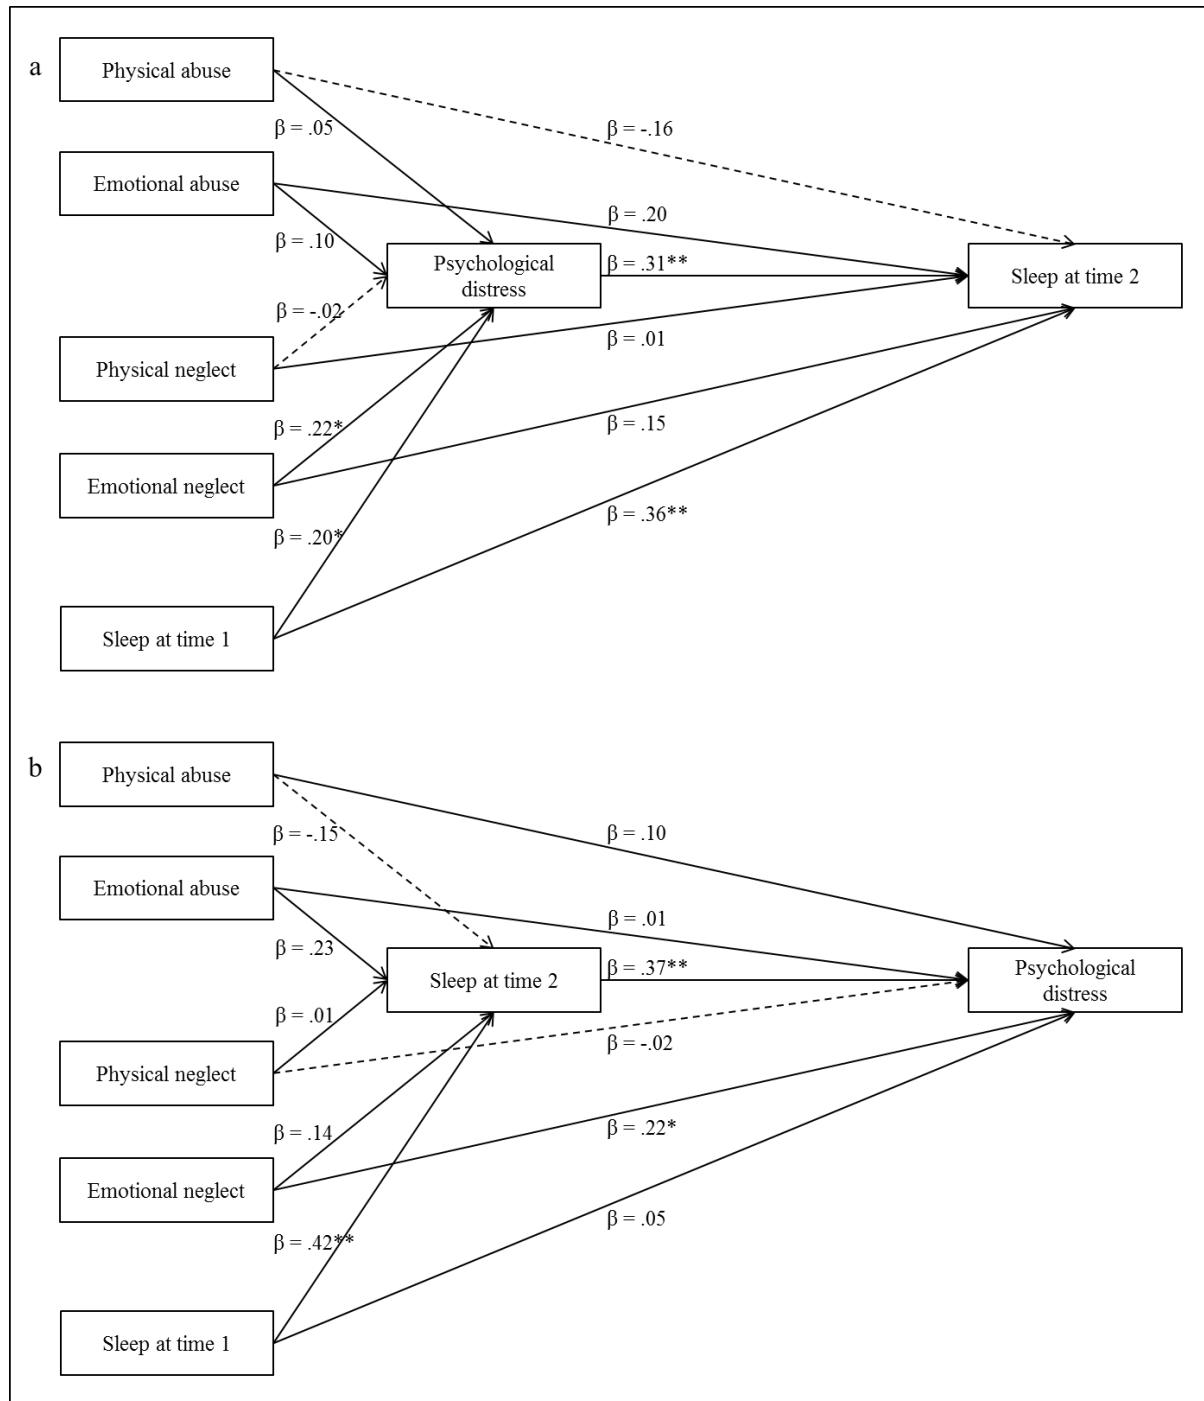 a
Physical abuse
β = .05
β = -.16
Emotional abuse
β = .10
β = .20
Psychological
distress
β = .31**
Sleep at time 2
β = -.02
Physical neglect
β = .01
β = .22*
β = .15
Emotional neglect
β = .20*
β = .36**
Sleep at time 1
b
Physical abuse
β = -.15
β = .10
Emotional abuse
β = .23
β = .01
Sleep at time 2
β = .37**
Psychological
distress
β = .01
Physical neglect
β = -.02
β = .14
β = .22*
Emotional neglect
β = .42**
β = .05
Sleep at time 1